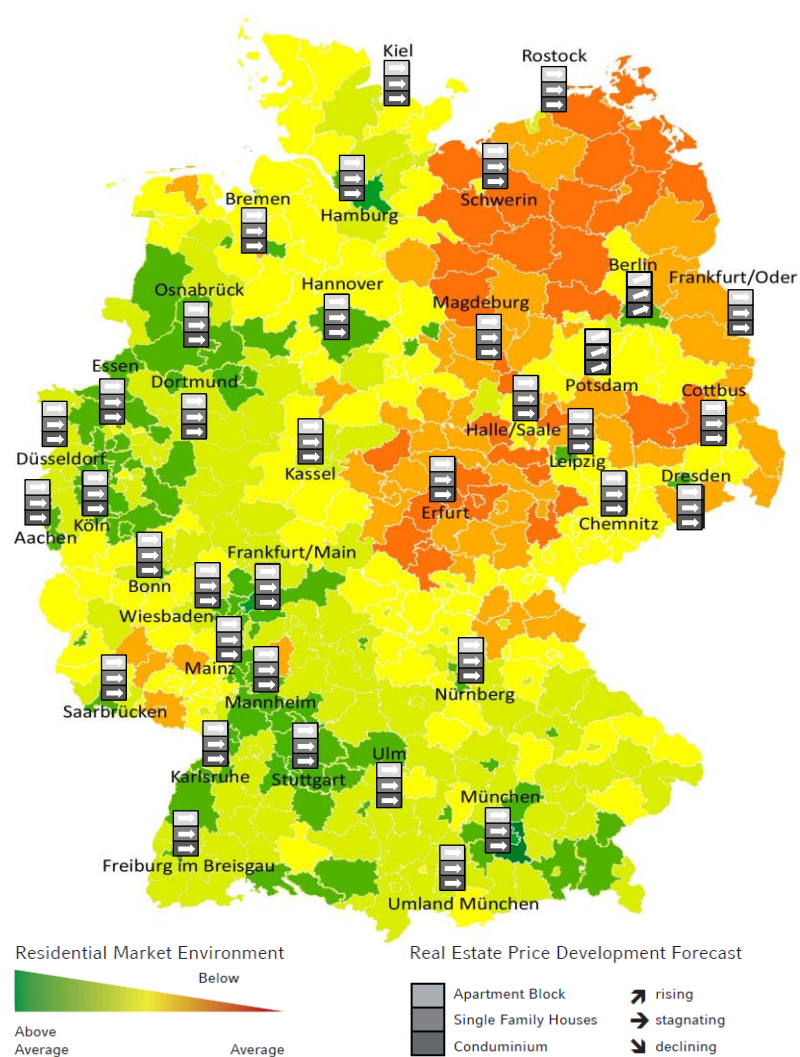 Kiel
Rostock
Schwerin
Hamburg
Bremen
Berlin
Frankfurt/Oder
Osnabrück
Hannover
Magdeburg
Potsdam
Essen
Dortmund
Cottbus
Halle/Saale
Düsseldorf
Kassel
Leipzig
Dresden
Erfurt
Aachen
Köln
Chemnitz
Frankfurt/Main
Bonn
Wiesbaden
Mainz
Nürnberg
Saarbrücken
Mannheim
Ulm
Karlsruhe
Stuttgart
München
Freiburg im Breisgau
Umland München
Residential Market Environment
Below
Above
Average
Average
Real Estate Price Development Forecast
Apartment Block
rising
Single Family Houses
stagnating
Conduminium
declining